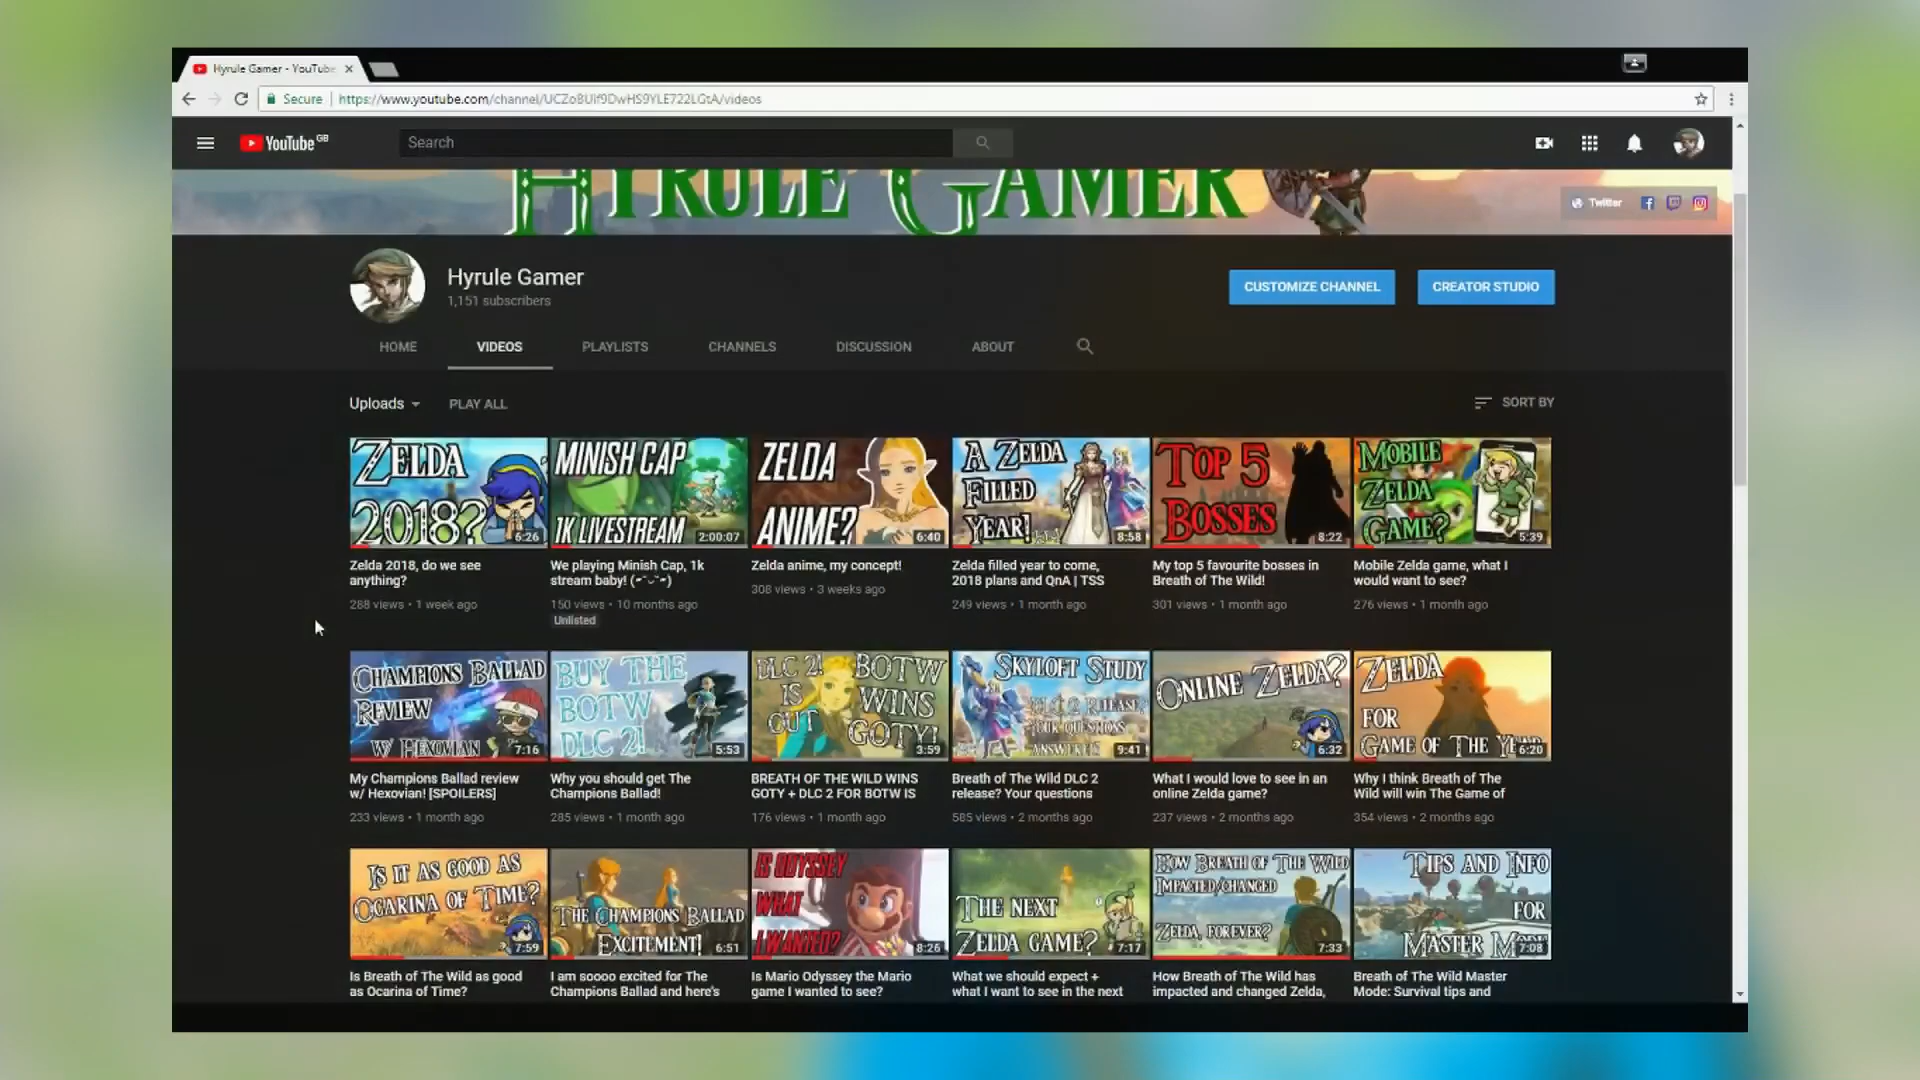 Hyrule Gamer - YouTube
Secure
YouTube GB
Search
HYRULE GAMER
Twitter
Hyrule Gamer
1,151 subscribers
CUSTOMIZE CHANNEL
CREATOR STUDIO
HOME
VIDEOS
PLAYLISTS
CHANNELS
DISCUSSION
ABOUT
Uploads
PLAY ALL
SORT BY
ZELDA
2018?
6:26
MINISH CAP
1K LIVESTREAM
2:00:07
ZELDA
ANIME?
6:40
A ZELDA
FILLED
YEAR!
8:58
TOP 5
BOSSES
8:22
MOBILE
ZELDA
GAME?
5:39
Zelda 2018, do we see
anything?
288 views • 1 week ago
We playing Minish Cap, 1k
stream baby!
150 views • 10 months ago
Unlisted
Zelda anime, my concept!
308 views • 3 weeks ago
Zelda filled year to come,
2018 plans and QnA | TSS
249 views • 1 month ago
My top 5 favourite bosses in
Breath of The Wild!
301 views • 1 month ago
Mobile Zelda game, what I
would want to see?
276 views • 1 month ago
CHAMPIONS BALLAD
REVIEW
W/ HEXOVIAN
7:16
BUY THE
BOTW
DLC 2!
5:53
DLC 2!
IS
OUT
BOTW
WINS
GOTY!
3:59
SKYLOFT STUDY
DLC 2 RELEASE?
YOUR QUESTIONS
ANSWERED
9:41
ONLINE ZELDA?
6:32
ZELDA
FOR
GAME OF THE
6:20
My Champions Ballad review
w/ Hexovian! [SPOILERS]
233 views • 1 month ago
Why you should get The
Champions Ballad!
285 views • 1 month ago
BREATH OF THE WILD WINS
GOTY + DLC 2 FOR BOTW IS
176 views • 1 month ago
Breath of The Wild DLC 2
release? Your questions
585 views • 2 months ago
What I would love to see in an
online Zelda game?
237 views • 2 months ago
Why I think Breath of The
Wild will win The Game of
354 views • 2 months ago
IS IT AS GOOD AS
OCARINA OF TIME?
7:59
THE CHAMPIONS BALLAD
EXCITEMENT!
6:51
IS ODYSSEY
WHAT
I WANTED?
8:26
THE NEXT
ZELDA GAME?
7:17
HOW BREATH OF THE WILD
IMPACTED/CHANGED
ZELDA, FOREVER?
7:33
TIPS AND INFO
FOR
MASTER
7:08
Is Breath of The Wild as good
as Ocarina of Time?
I am soooo excited for The
Champions Ballad and here's
Is Mario Odyssey the Mario
game I wanted to see?
What we should expect +
what I want to see in the next
How Breath of The Wild has
impacted and changed Zelda,
Breath of The Wild Master
Mode: Survival tips and